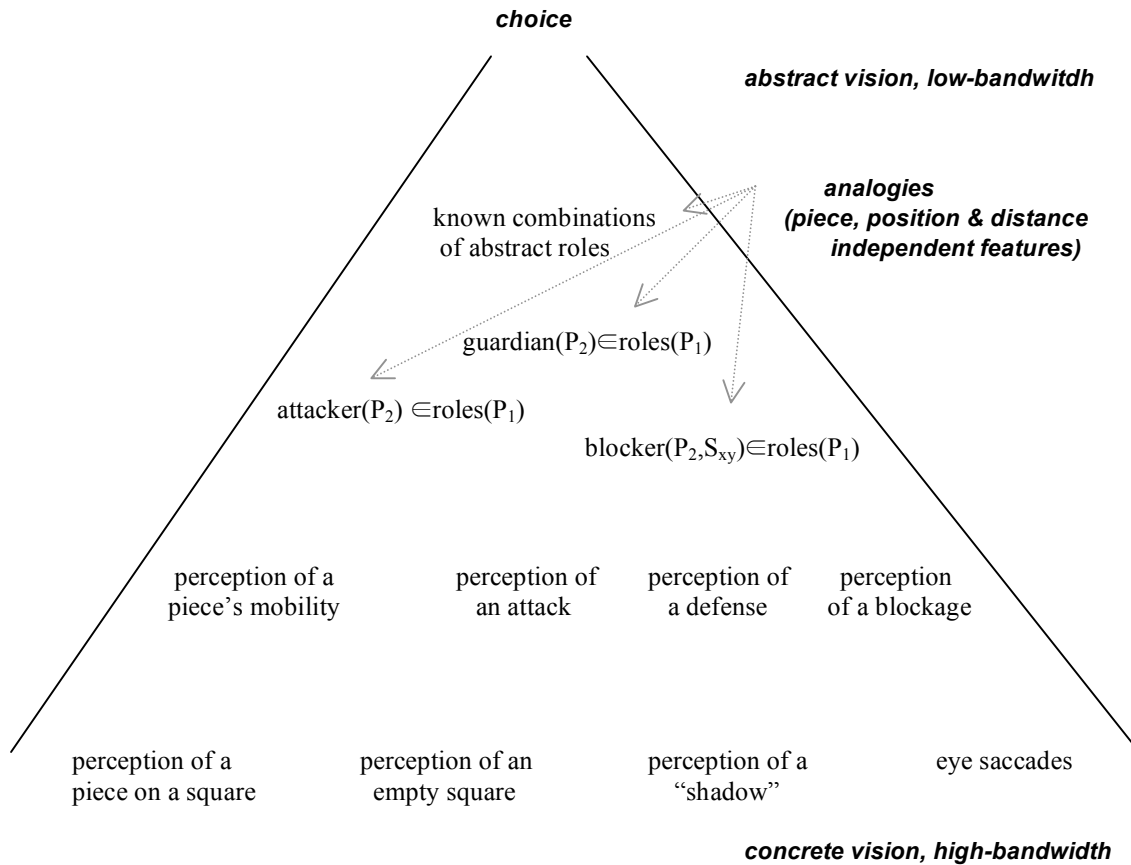 choice
abstract vision, low-bandwitdh
analogies
(piece, position & distance
independent features)
known combinations
of abstract roles
guardian(P₂)∈roles(P₁)
attacker(P₂) ∈roles(P₁)
blocker(P₂,Sₓᵧ)∈roles(P₁)
perception of a
piece’s mobility
perception of
an attack
perception of
a defense
perception
of a blockage
perception of a
piece on a square
perception of an
empty square
perception of a
“shadow”
eye saccades
concrete vision, high-bandwidth